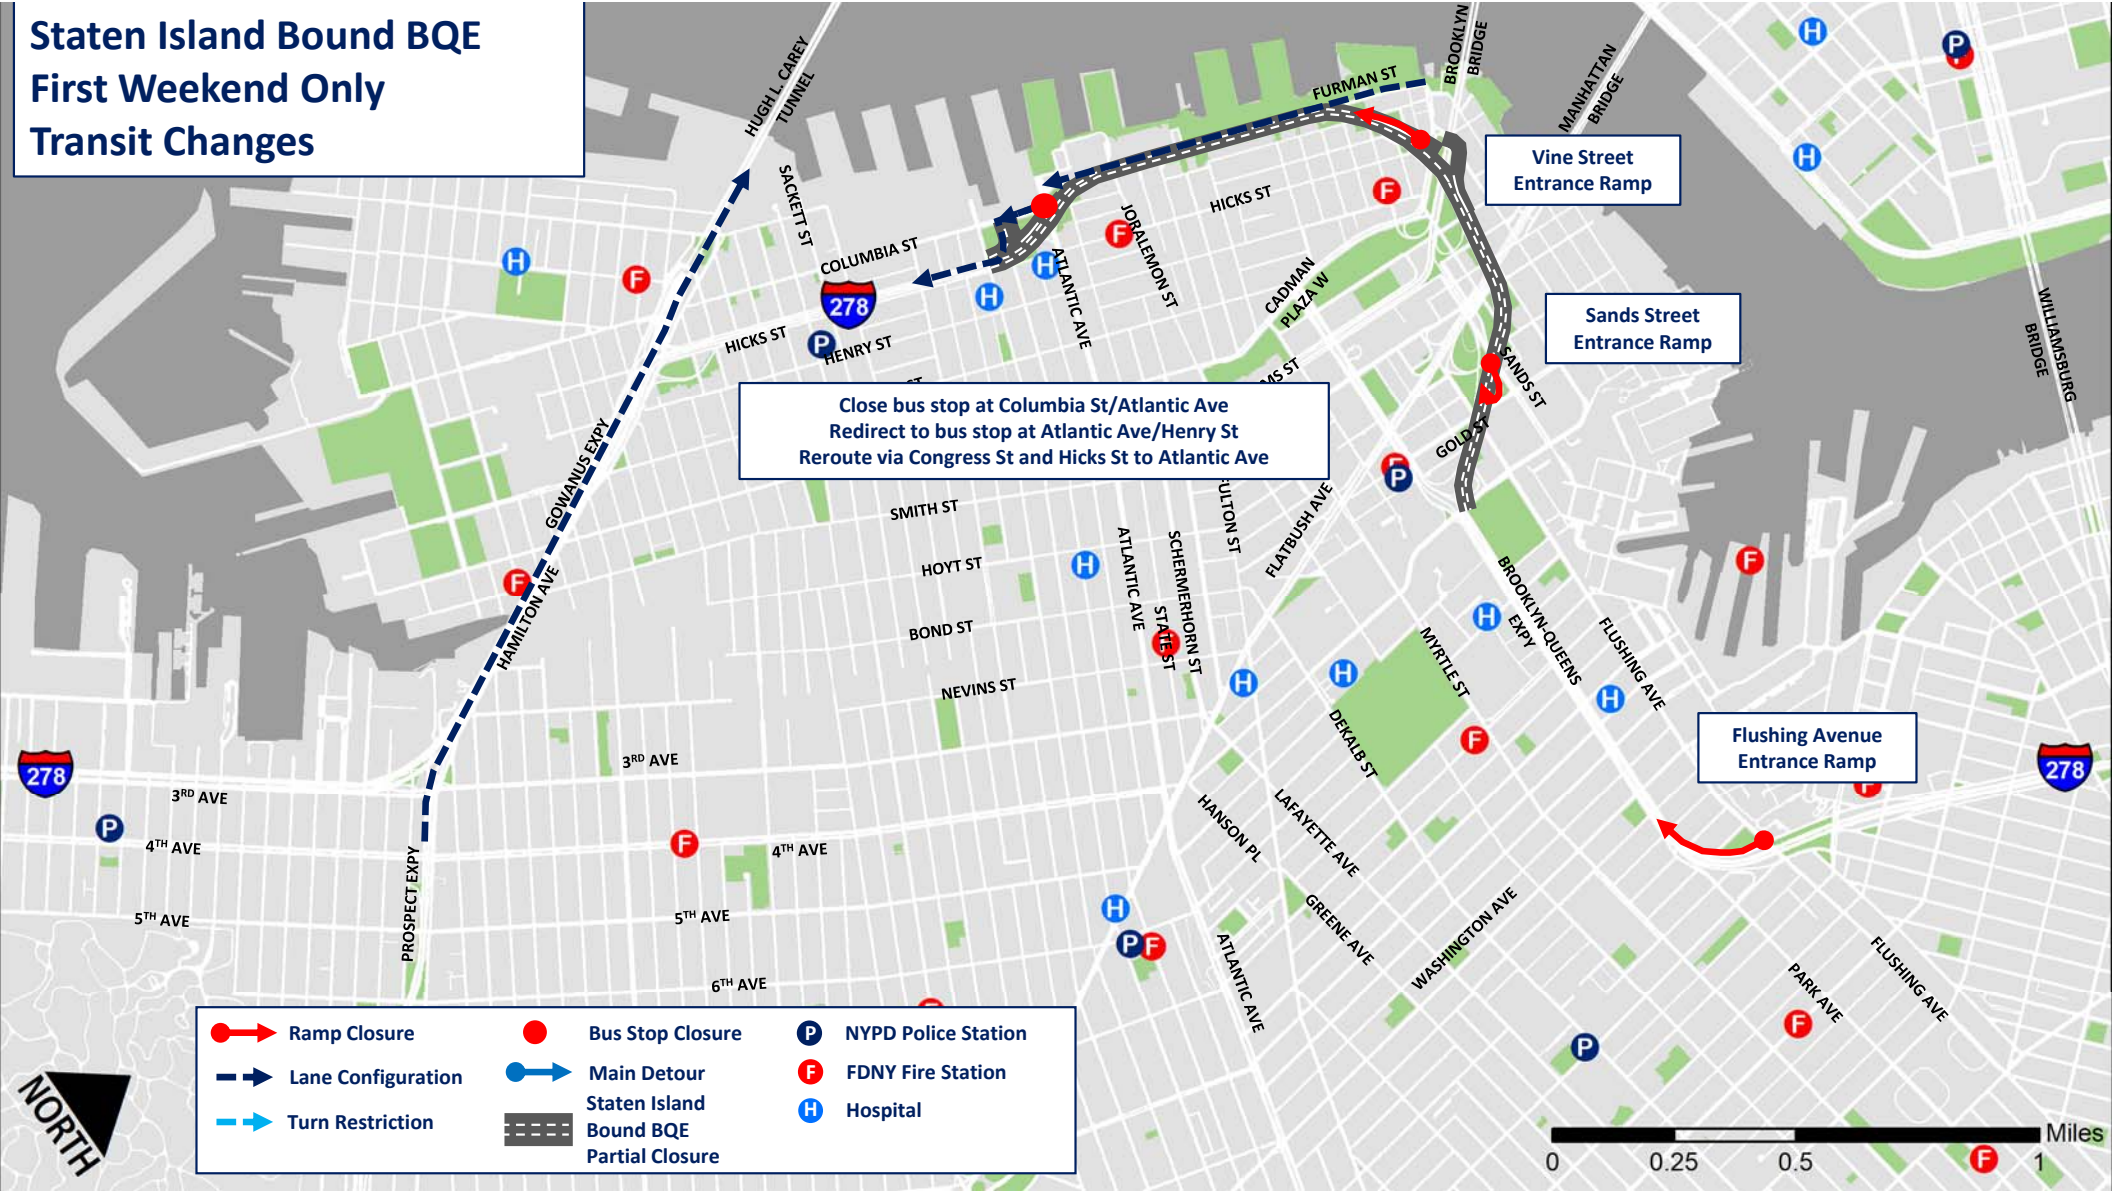 Staten Island Bound BQE
First Weekend Only
Transit Changes
HUGH L. CAREY
TUNNEL
BROOKLYN
BRIDGE
MANHATTAN
BRIDGE
FURMAN ST
Vine Street
Entrance Ramp
SACKETT ST
COLUMBIA ST
HICKS ST
JORALEMON ST
ATLANTIC AVE
CADMAN
PLAZA W
278
HICKS ST
HENRY ST
Sands Street
Entrance Ramp
SANDS ST
WILLIAMSBURG
BRIDGE
Close bus stop at Columbia St/Atlantic Ave
Redirect to bus stop at Atlantic Ave/Henry St
Reroute via Congress St and Hicks St to Atlantic Ave
GOLD ST
GOWANUS EXPY
HAMILTON AVE
SMITH ST
HOYT ST
BOND ST
NEVINS ST
ATLANTIC AVE
STATE ST
SCHERMERHORN ST
FLATBUSH AVE
BROOKLYN-QUEENS
EXPY
FLUSHING AVE
MYRTLE ST
DEKALB ST
Flushing Avenue
Entrance Ramp
278
278
3RD AVE
3RD AVE
4TH AVE
4TH AVE
5TH AVE
5TH AVE
6TH AVE
PROSPECT EXPY
HANSON PL
LAFAYETTE AVE
GREENE AVE
WASHINGTON AVE
ATLANTIC AVE
PARK AVE
FLUSHING AVE
Ramp Closure
Lane Configuration
Turn Restriction
Bus Stop Closure
Main Detour
Staten Island
Bound BQE
Partial Closure
P NYPD Police Station
F FDNY Fire Station
H Hospital
NORTH
Miles
0 0.25 0.5 1